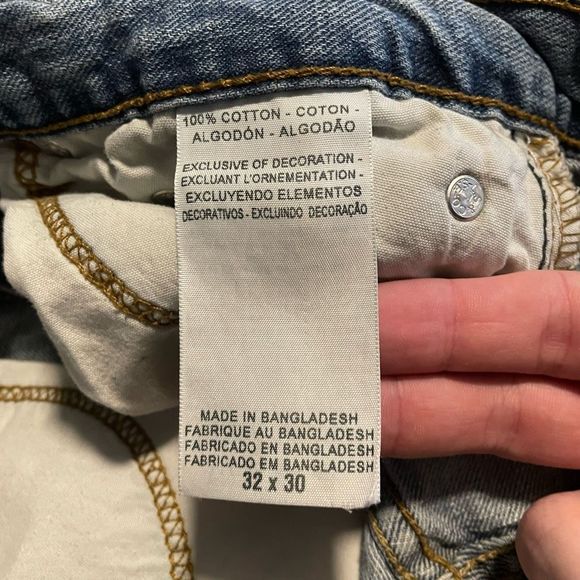 100% COTTON - COTON -
ALGODÓN - ALGODÃO
EXCLUSIVE OF DECORATION -
EXCLUANT L'ORNEMENTATION -
EXCLUYENDO ELEMENTOS
DECORATIVOS - EXCLUINDO DECORAÇÃO
MADE IN BANGLADESH
FABRIQUE AU BANGLADESH
FABRICADO EN BANGLADESH
FABRICADO EM BANGLADESH
32 x 30